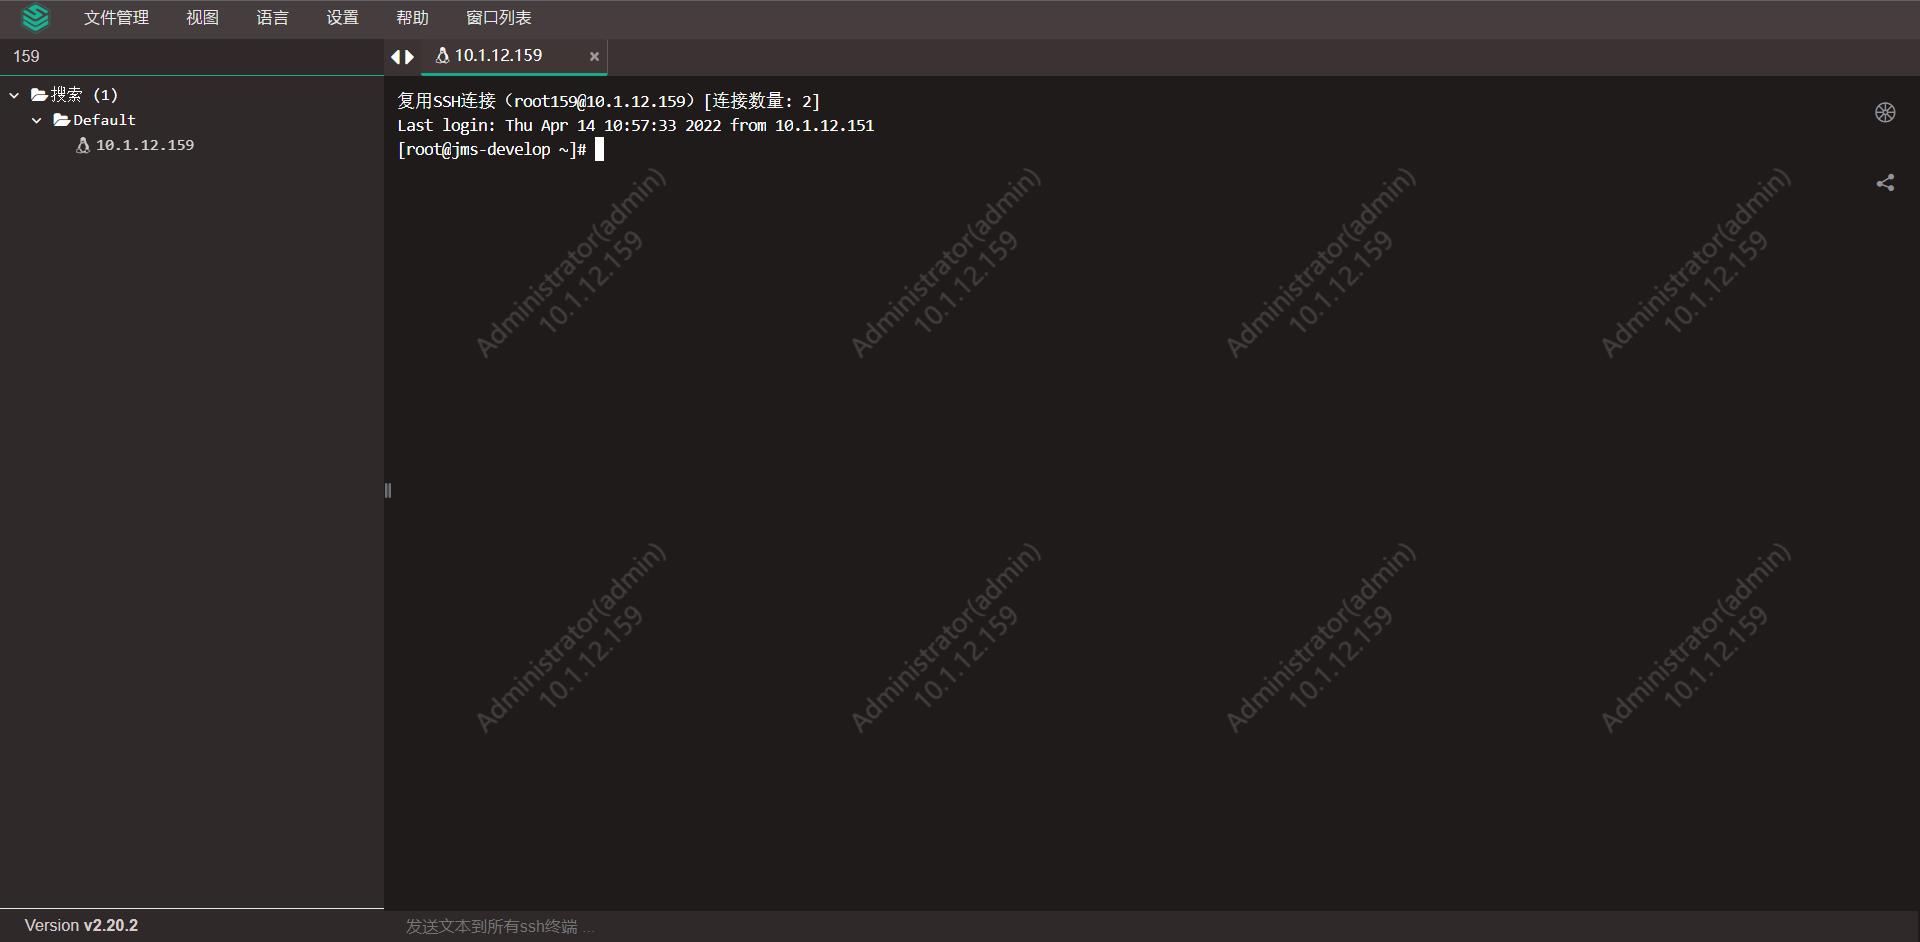 文件管理 视图 语言 设置 帮助 窗口列表
159
10.1.12.159
搜索 (1)
Default
10.1.12.159
复用SSH连接（root159@10.1.12.159）[连接数量: 2]
Last login: Thu Apr 14 10:57:33 2022 from 10.1.12.151
[root@jms-develop ~]#
Administrator(admin)
10.1.12.159
Administrator(admin)
10.1.12.159
Administrator(admin)
10.1.12.159
Administrator(admin)
10.1.12.159
Administrator(admin)
10.1.12.159
Administrator(admin)
10.1.12.159
Administrator(admin)
10.1.12.159
Administrator(admin)
10.1.12.159
Version v2.20.2
发送文本到所有ssh终端 ...